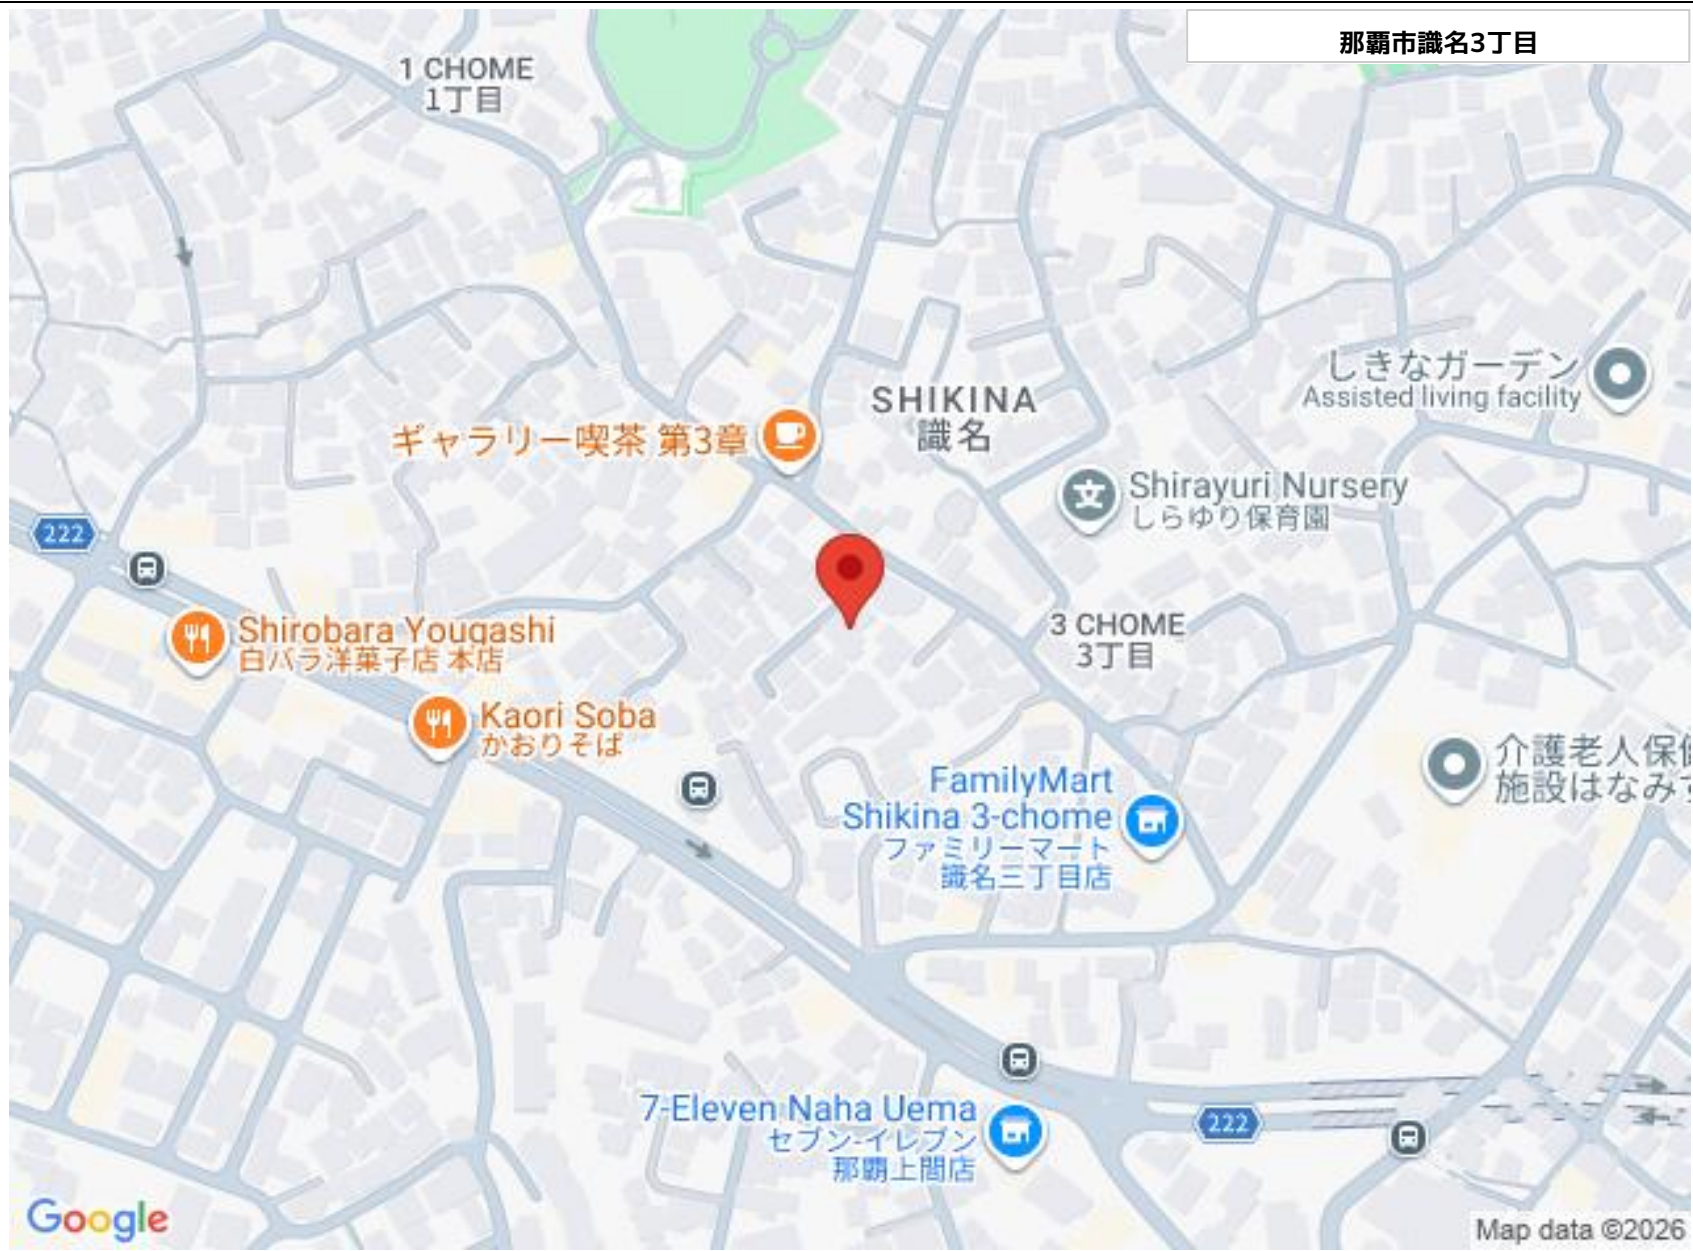 那覇市識名3丁目
1 CHOME
1丁目
しきなガーデン
Assisted living facility
SHIKINA
識名
ギャラリー喫茶 第3章
Shirayuri Nursery
しらゆり保育園
222
Shirobara Yougashi
白バラ洋菓子店 本店
3 CHOME
3丁目
Kaori Soba
かおりそば
介護老人保健
施設はなみず
FamilyMart
Shikina 3-chome
ファミリーマート
識名三丁目店
7-Eleven Naha Uema
セブン-イレブン
那覇上間店
222
Google
Map data ©2026